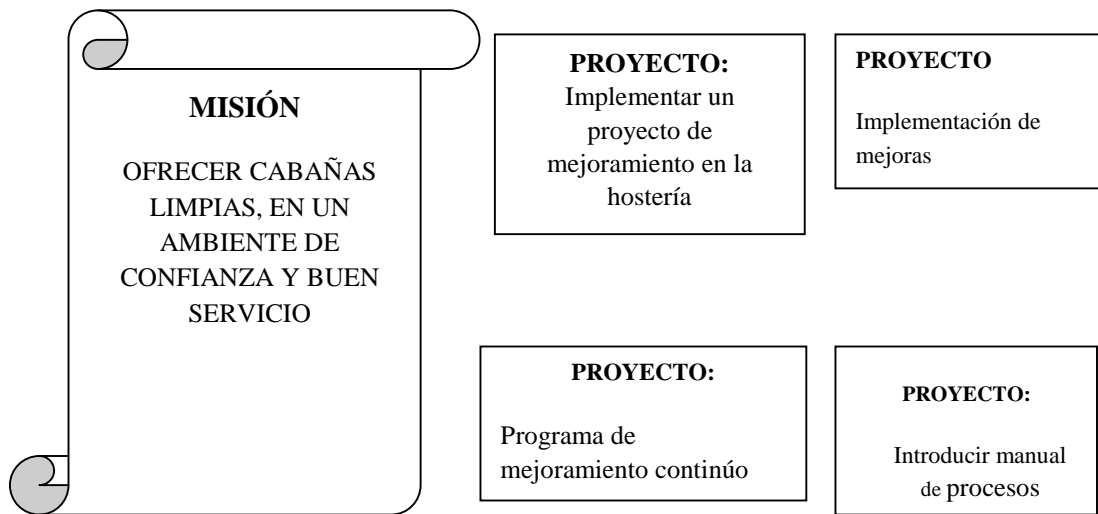 MISIÓN
OFRECER CABAÑAS
LIMPIAS, EN UN
AMBIENTE DE
CONFIANZA Y BUEN
SERVICIO
PROYECTO:
Implementar un
proyecto de
mejoramiento en la
hostería
PROYECTO
Implementación de
mejoras
PROYECTO:
Programa de
mejoramiento continúo
PROYECTO:
Introducir manual
de procesos